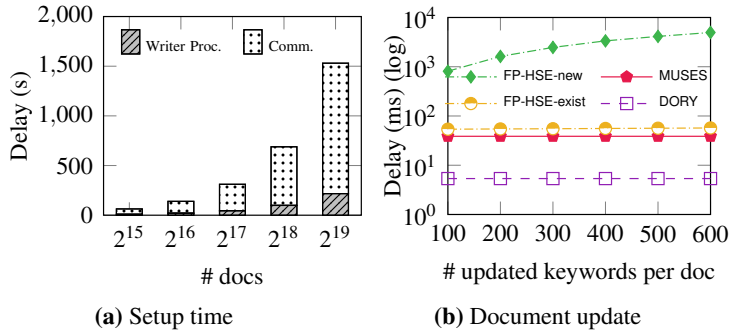 2,000
1,500
1,000
500
0
Delay (s)
Writer Proc.
Comm.
2^15
2^16
2^17
2^18
2^19
# docs
(a) Setup time
10^4
10^3
10^2
10^1
10^0
Delay (ms) (log)
FP-HSE-new
MUSES
FP-HSE-exist
DORY
100
200
300
400
500
600
# updated keywords per doc
(b) Document update